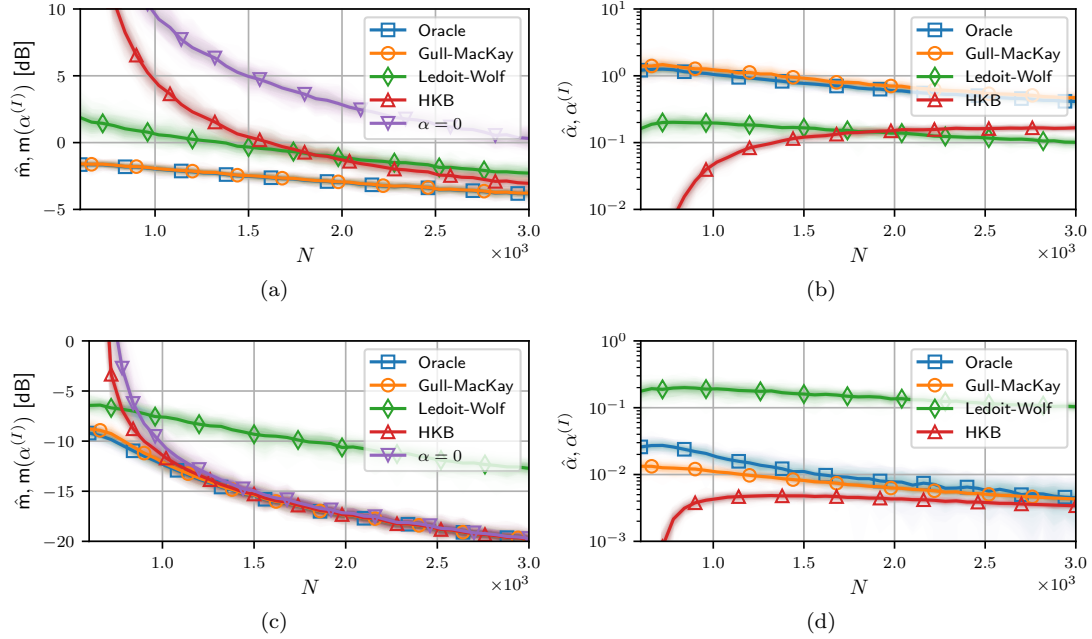 m̂, m(α^(I)) [dB]
10
5
0
−5
1.0
1.5
2.0
2.5
3.0
×10³
N
Oracle
Gull-MacKay
Ledoit-Wolf
HKB
α = 0
(a)
α̂, α^(I)
10¹
10⁰
10⁻¹
10⁻²
1.0
1.5
2.0
2.5
3.0
×10³
N
Oracle
Gull-MacKay
Ledoit-Wolf
HKB
(b)
m̂, m(α^(I)) [dB]
0
−5
−10
−15
−20
1.0
1.5
2.0
2.5
3.0
×10³
N
Oracle
Gull-MacKay
Ledoit-Wolf
HKB
α = 0
(c)
α̂, α^(I)
10⁰
10⁻¹
10⁻²
10⁻³
1.0
1.5
2.0
2.5
3.0
×10³
N
Oracle
Gull-MacKay
Ledoit-Wolf
HKB
(d)